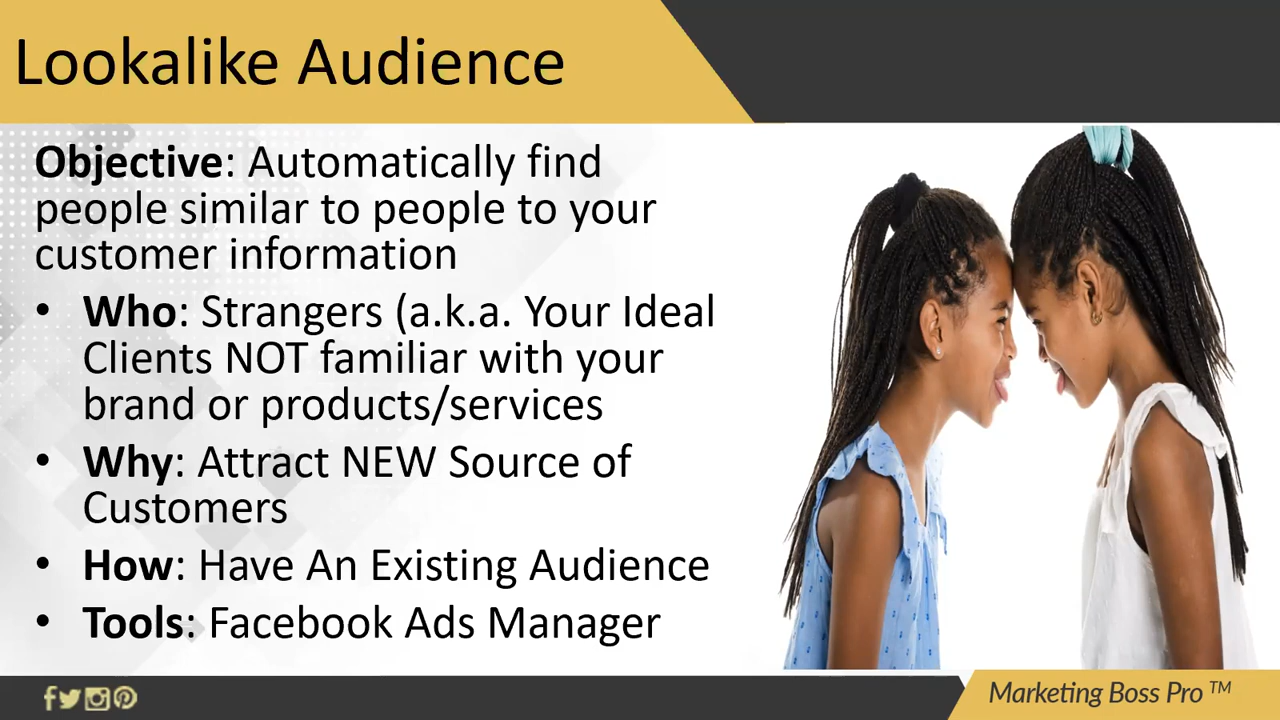 Lookalike Audience
Objective: Automatically find
people similar to people to your
customer information
• Who: Strangers (a.k.a. Your Ideal
Clients NOT familiar with your
brand or products/services
• Why: Attract NEW Source of
Customers
• How: Have An Existing Audience
• Tools: Facebook Ads Manager
Marketing Boss Pro ™